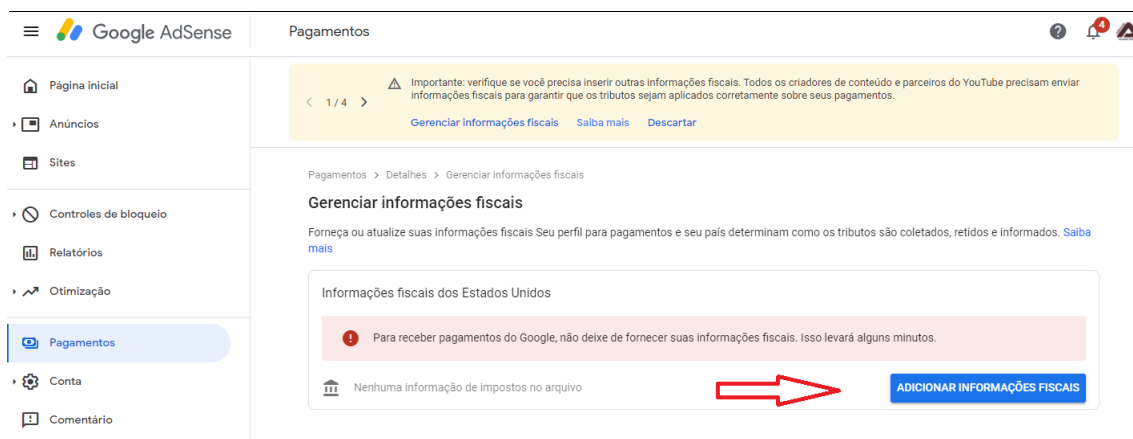 Google AdSense
Pagamentos
4
Página inicial
Anúncios
Sites
Controles de bloqueio
Relatórios
Otimização
Pagamentos
Conta
Comentário
1 / 4
Importante: verifique se você precisa inserir outras informações fiscais. Todos os criadores de conteúdo e parceiros do YouTube precisam enviar
informações fiscais para garantir que os tributos sejam aplicados corretamente sobre seus pagamentos.
Gerenciar informações fiscais Saiba mais Descartar
Pagamentos > Detalhes > Gerenciar informações fiscais
Gerenciar informações fiscais
Forneça ou atualize suas informações fiscais Seu perfil para pagamentos e seu país determinam como os tributos são coletados, retidos e informados. Saiba
mais
Informações fiscais dos Estados Unidos
Para receber pagamentos do Google, não deixe de fornecer suas informações fiscais. Isso levará alguns minutos.
Nenhuma informação de impostos no arquivo
ADICIONAR INFORMAÇÕES FISCAIS